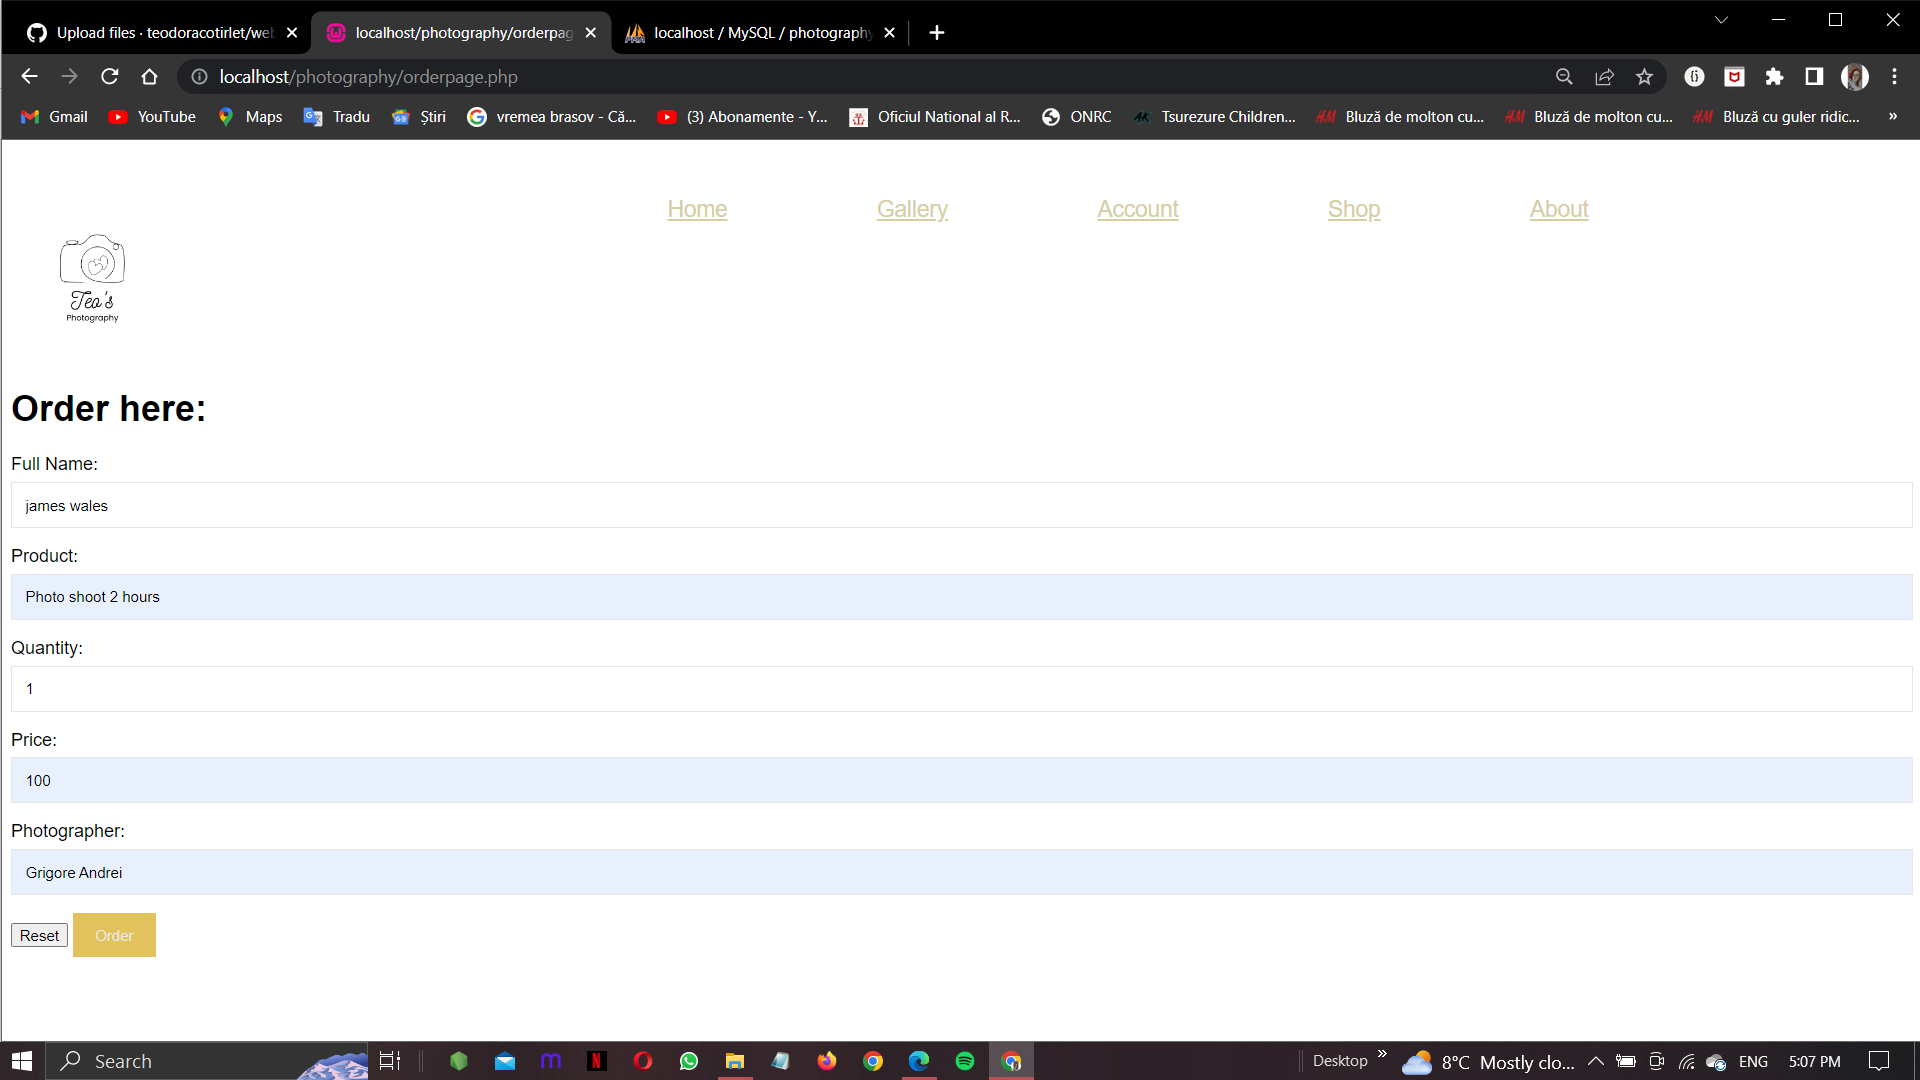 Upload files · teodoracotirlet/web
localhost/photography/orderpag
localhost / MySQL / photography
localhost/photography/orderpage.php
Gmail
YouTube
Maps
Tradu
Știri
vremea brasov - Că...
(3) Abonamente - Y...
Oficiul National al R...
ONRC
Tsurezure Children...
Bluză de molton cu...
Bluză de molton cu...
Bluză cu guler ridic...
»
Home
Gallery
Account
Shop
About
Teo's
Photography
Order here:
Full Name:
james wales
Product:
Photo shoot 2 hours
Quantity:
1
Price:
100
Photographer:
Grigore Andrei
Reset
Order
Search
Desktop
»
8°C
Mostly clo...
ENG
5:07 PM